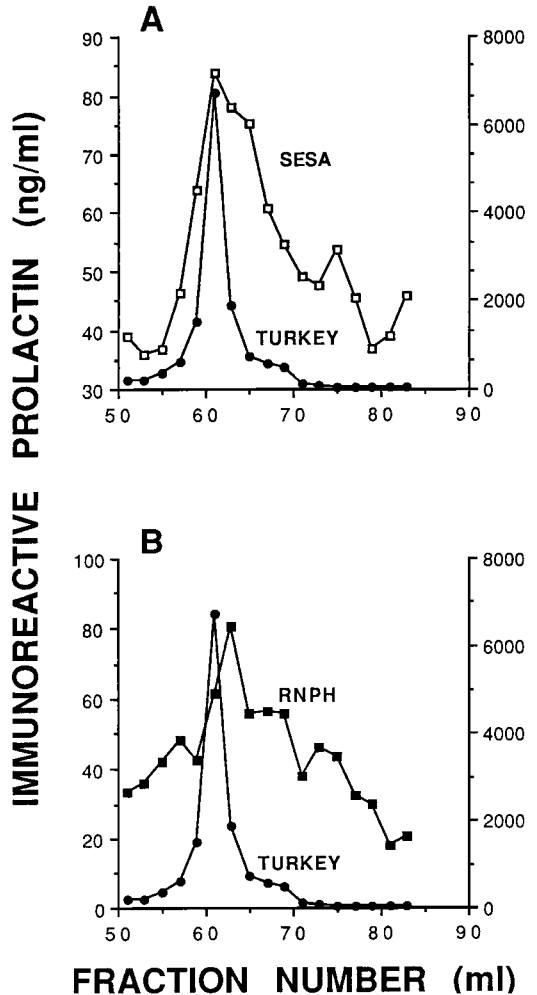 A
IMMUNOREACTIVE PROLACTIN (ng/ml)
90
80
70
60
50
40
30
8000
6000
4000
2000
0
SESA
TURKEY
50 60 70 80 90
B
100
80
60
40
20
0
8000
6000
4000
2000
0
RNPH
TURKEY
50 60 70 80 90
FRACTION NUMBER (ml)